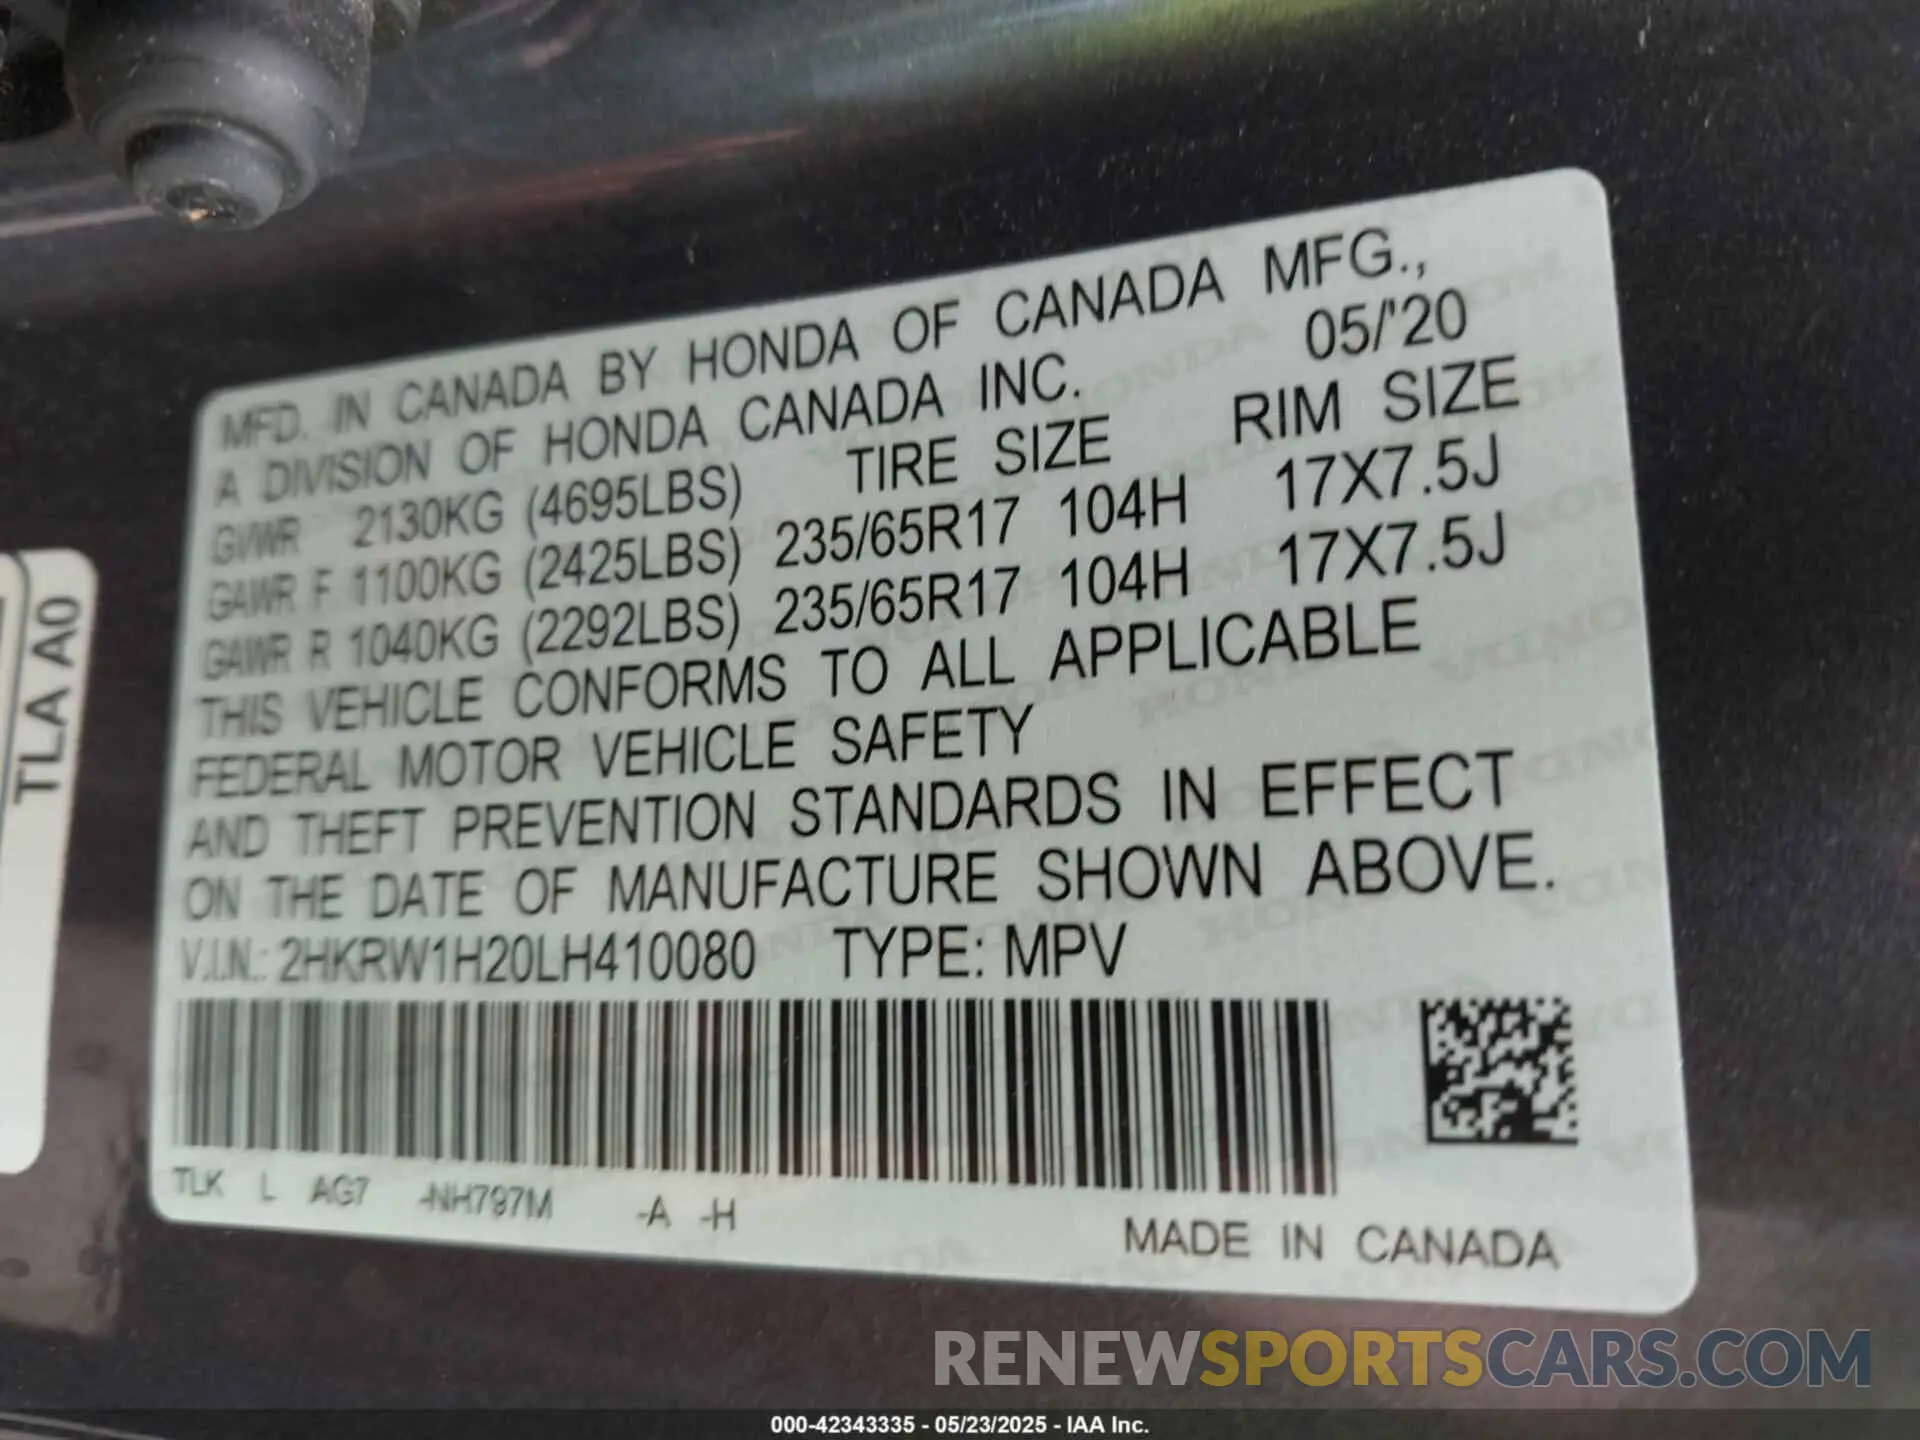 MFD. IN CANADA BY HONDA OF CANADA MFG.,
A DIVISION OF HONDA CANADA INC. 05/'20
GVWR 2130KG (4695LBS) TIRE SIZE RIM SIZE
GAWR F 1100KG (2425LBS) 235/65R17 104H 17X7.5J
GAWR R 1040KG (2292LBS) 235/65R17 104H 17X7.5J
THIS VEHICLE CONFORMS TO ALL APPLICABLE
FEDERAL MOTOR VEHICLE SAFETY
AND THEFT PREVENTION STANDARDS IN EFFECT
ON THE DATE OF MANUFACTURE SHOWN ABOVE.
V.I.N.: 2HKRW1H20LH410080 TYPE: MPV
TLK L AG7 -NH797M -A -H
MADE IN CANADA
TLA A0
RENEWSPORTSCARS.COM
000-42343335 - 05/23/2025 - IAA Inc.